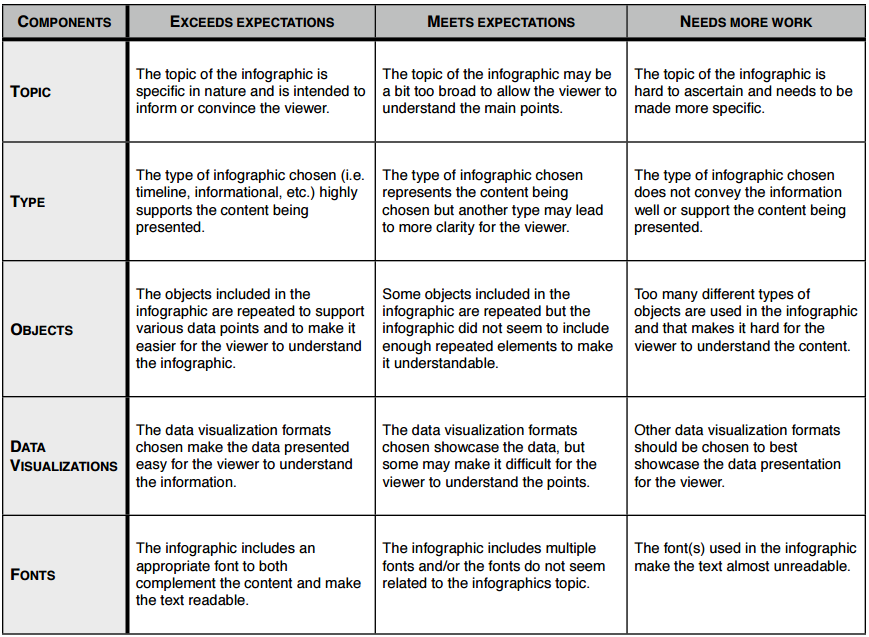 COMPONENTS EXCEEDS EXPECTATIONS MEETS EXPECTATIONS NEEDS MORE WORK
TOPIC
The topic of the infographic is
specific in nature and is intended to
inform or convince the viewer.
The topic of the infographic may be
a bit too broad to allow the viewer to
understand the main points.
The topic of the infographic is
hard to ascertain and needs to be
made more specific.
TYPE
The type of infographic chosen (i.e.
timeline, informational, etc.) highly
supports the content being
presented.
The type of infographic chosen
represents the content being
chosen but another type may lead
to more clarity for the viewer.
The type of infographic chosen
does not convey the information
well or support the content being
presented.
OBJECTS
The objects included in the
infographic are repeated to support
various data points and to make it
easier for the viewer to understand
the infographic.
Some objects included in the
infographic are repeated but the
infographic did not seem to include
enough repeated elements to make
it understandable.
Too many different types of
objects are used in the infographic
and that makes it hard for the
viewer to understand the content.
DATA
VISUALIZATIONS
The data visualization formats
chosen make the data presented
easy for the viewer to understand
the information.
The data visualization formats
chosen showcase the data, but
some may make it difficult for the
viewer to understand the points.
Other data visualization formats
should be chosen to best
showcase the data presentation
for the viewer.
FONTS
The infographic includes an
appropriate font to both
complement the content and make
the text readable.
The infographic includes multiple
fonts and/or the fonts do not seem
related to the infographics topic.
The font(s) used in the infographic
make the text almost unreadable.